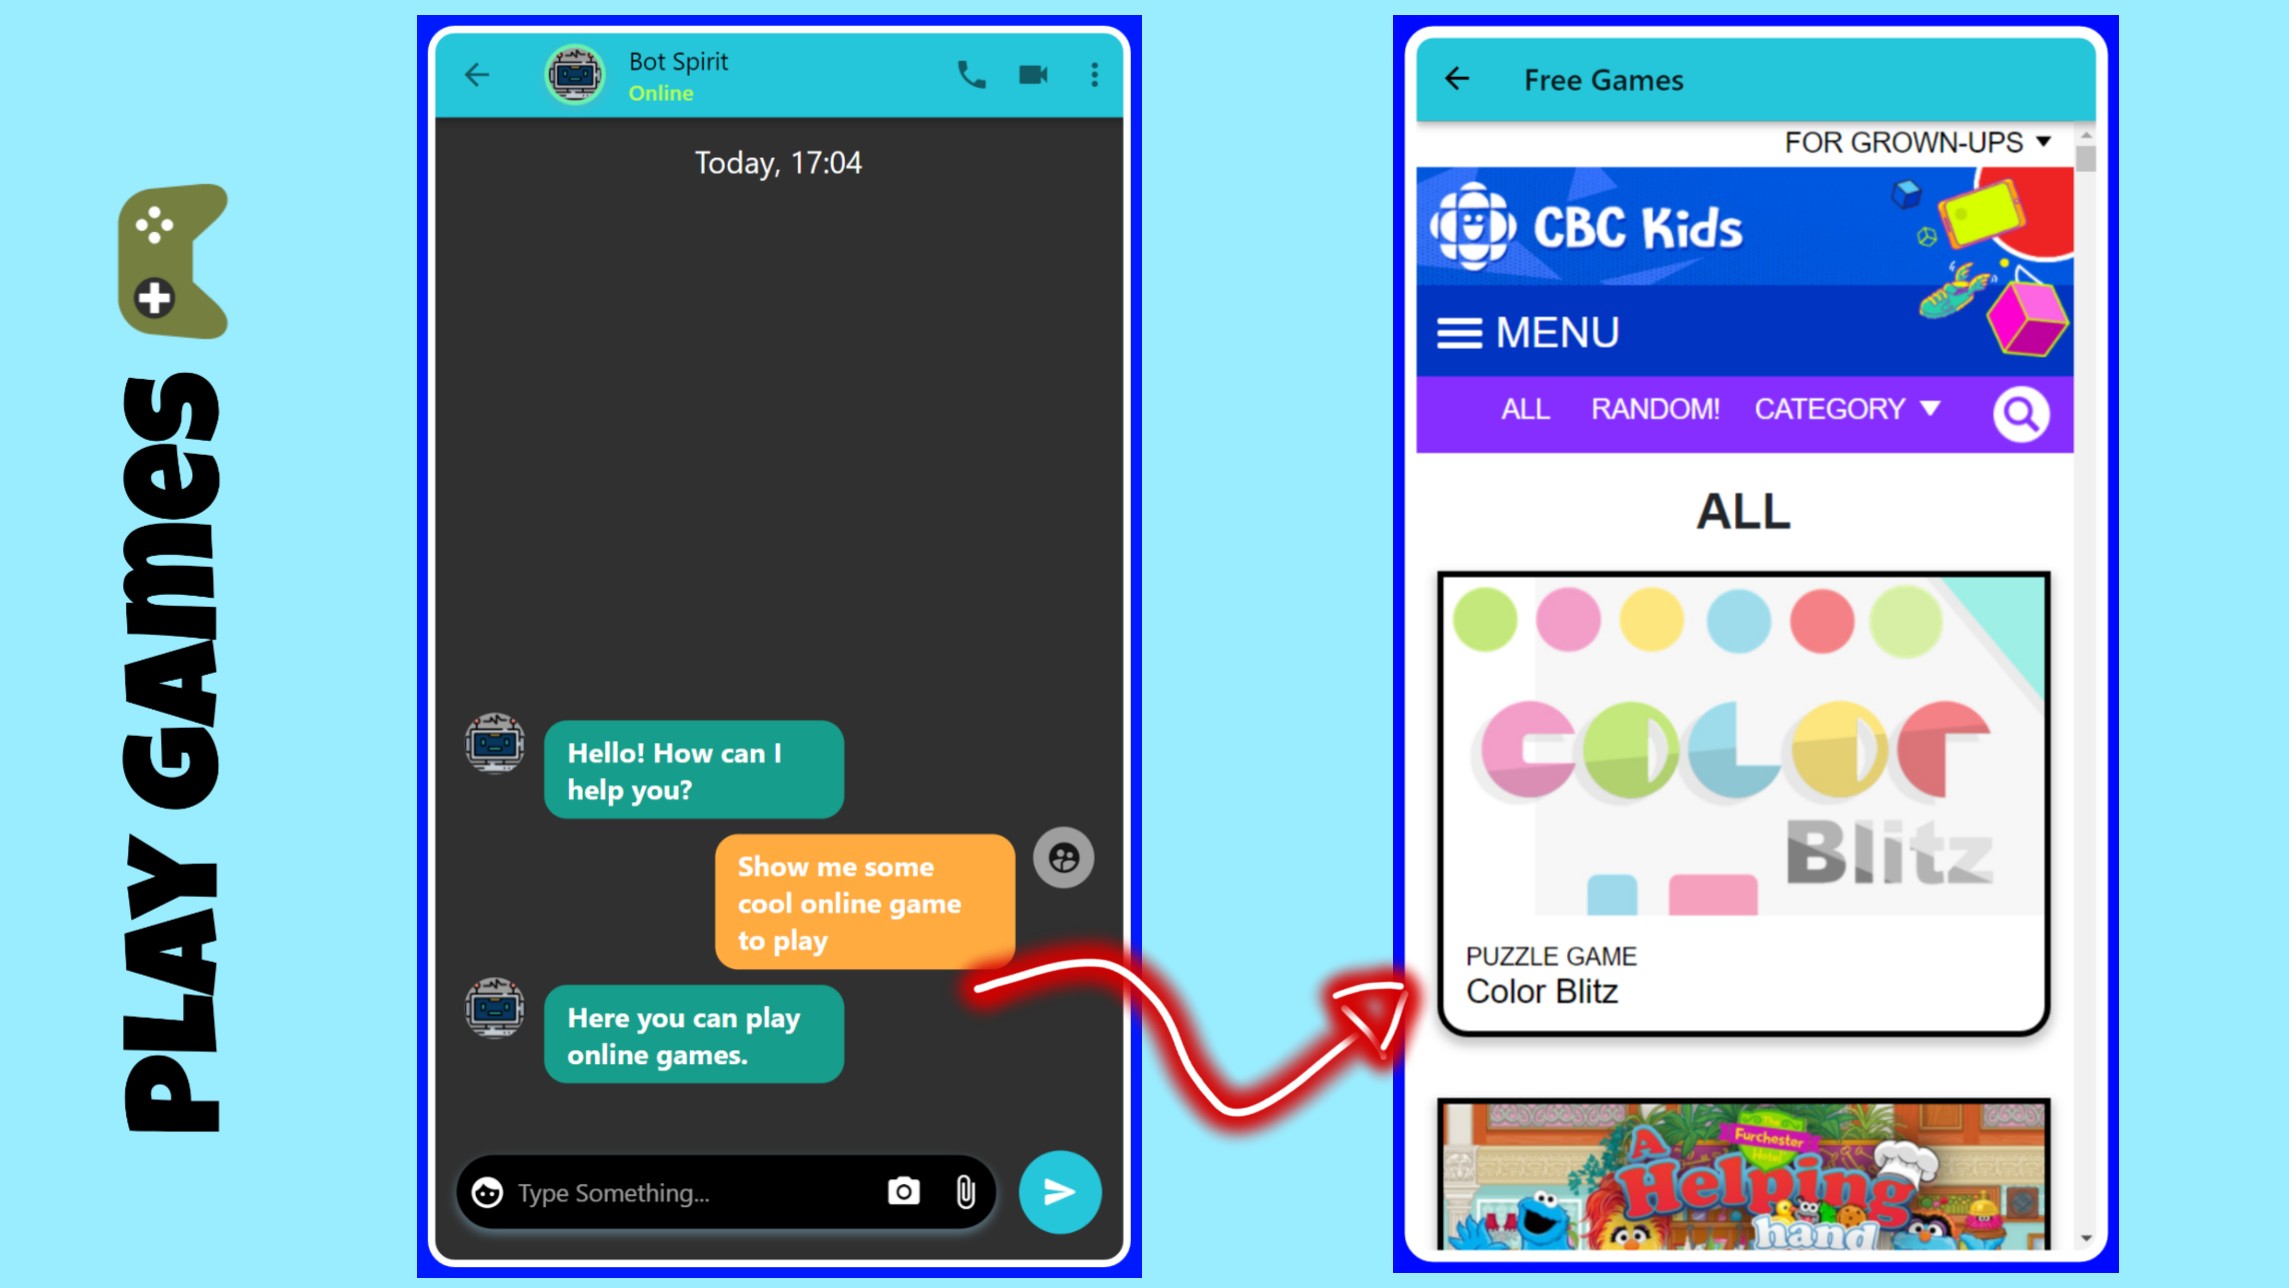 PLAY GAMES
Bot Spirit
Online
Today, 17:04
Hello! How can I
help you?
Show me some
cool online game
to play
Here you can play
online games.
Type Something...
Free Games
FOR GROWN-UPS
CBC Kids
MENU
ALL RANDOM! CATEGORY
ALL
COLOr
Blitz
PUZZLE GAME
Color Blitz
The
Furchester
Hotel
A
Helping
hand